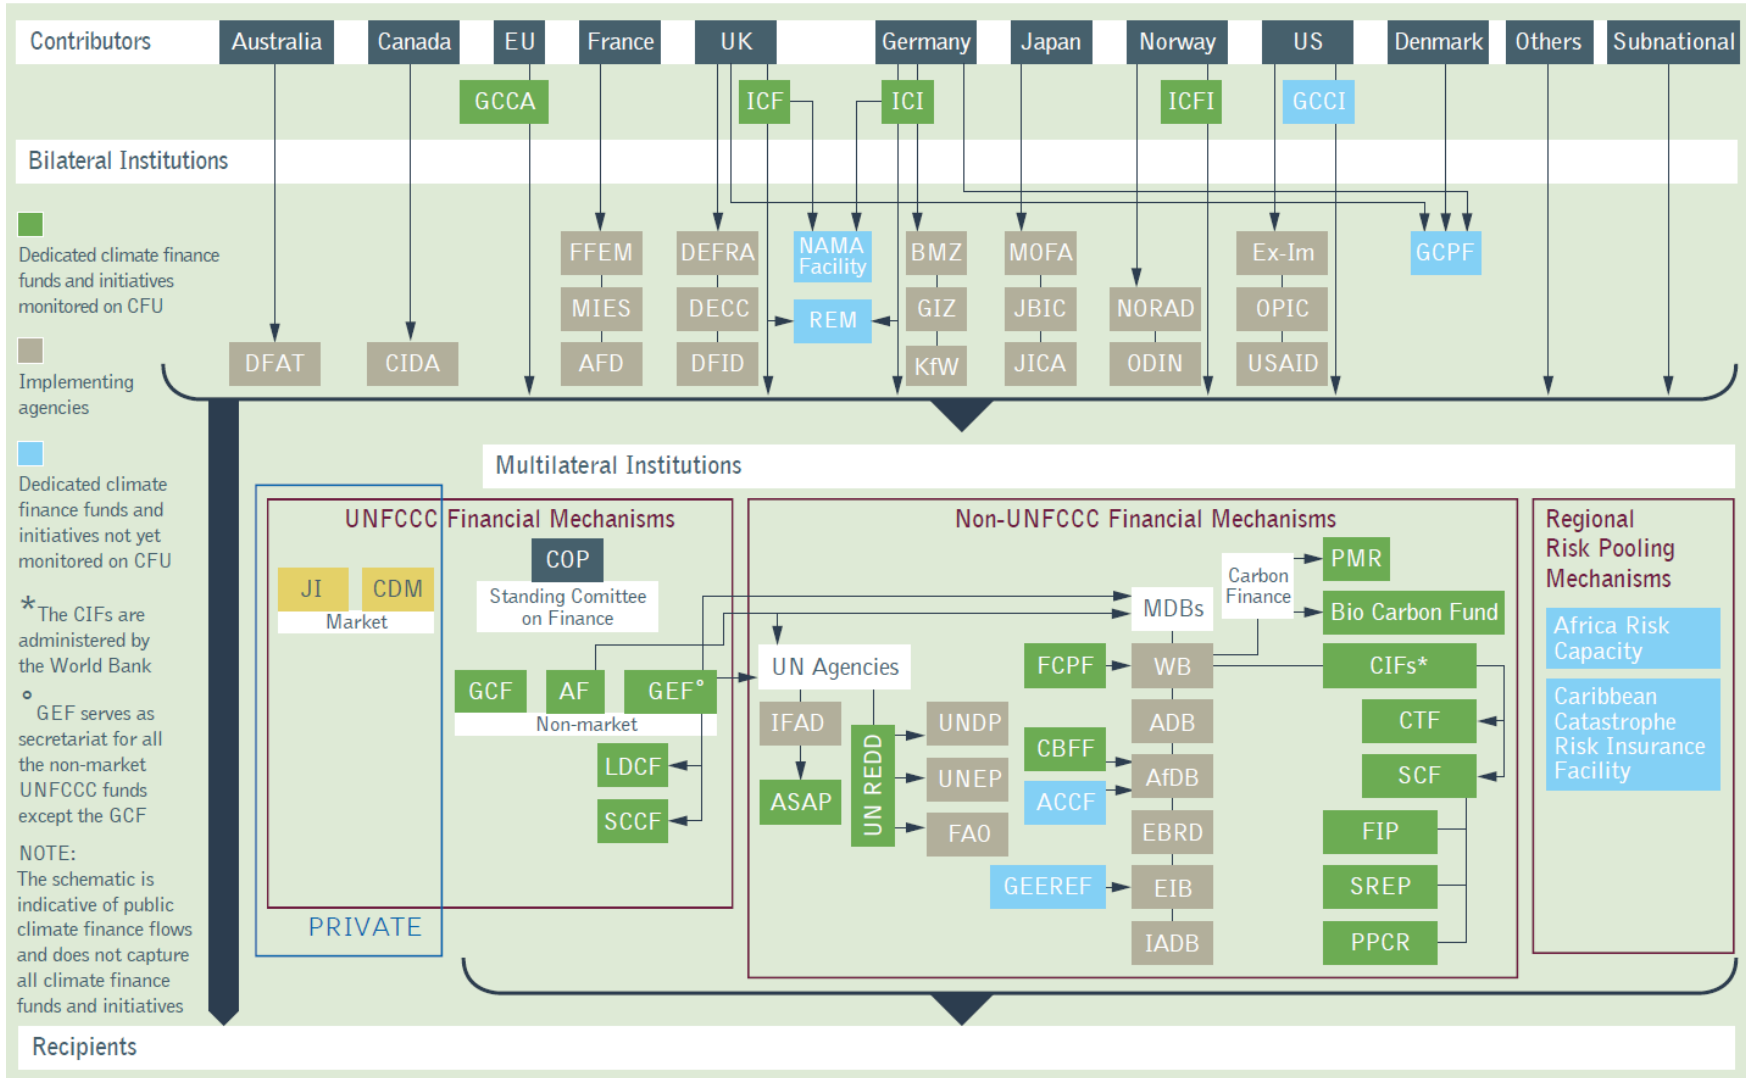 Contributors
Australia
Canada
EU
France
UK
Germany
Japan
Norway
US
Denmark
Others
Subnational
GCCA
ICF
ICI
ICFI
GCCI
Bilateral Institutions
Dedicated climate finance
funds and initiatives
monitored on CFU
Implementing
agencies
Dedicated climate
finance funds and
initiatives not yet
monitored on CFU
*The CIFs are
administered by
the World Bank
°GEF serves as
secretariat for all
the non-market
UNFCCC funds
except the GCF
NOTE:
The schematic is
indicative of public
climate finance flows
and does not capture
all climate finance
funds and initiatives
FFEM
DEFRA
NAMA
Facility
BMZ
MOFA
Ex-Im
GCPF
MIES
DECC
REM
GIZ
JBIC
NORAD
OPIC
DFAT
CIDA
AFD
DFID
KfW
JICA
ODIN
USAID
Multilateral Institutions
UNFCCC Financial Mechanisms
JI
CDM
Market
COP
Standing Comittee
on Finance
GCF
AF
GEF°
Non-market
LDCF
SCCF
PRIVATE
Non-UNFCCC Financial Mechanisms
UN Agencies
IFAD
ASAP
UN REDD
UNDP
UNEP
FAO
MDBs
FCPF
WB
ADB
CBFF
AfDB
ACCF
EBRD
GEEREF
EIB
IADB
Carbon
Finance
PMR
Bio Carbon Fund
CIFs*
CTF
SCF
FIP
SREP
PPCR
Regional
Risk Pooling
Mechanisms
Africa Risk
Capacity
Caribbean
Catastrophe
Risk Insurance
Facility
Recipients